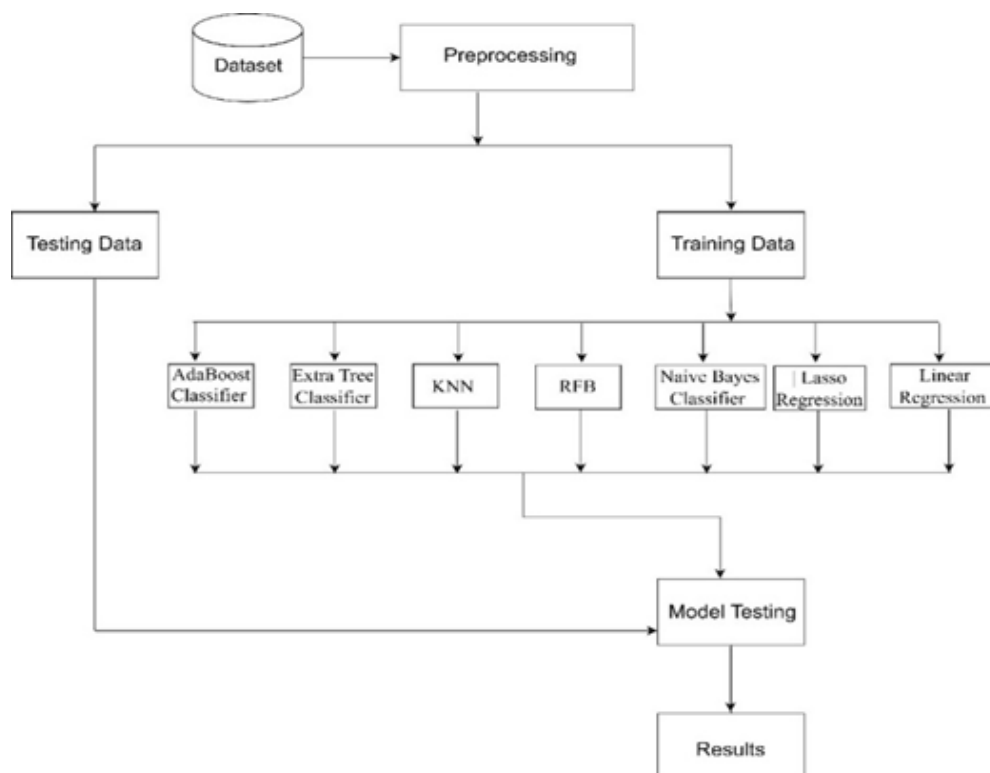 Dataset
Preprocessing
Testing Data
Training Data
AdaBoost
Classifier
Extra Tree
Classifier
KNN
RFB
Naive Bayes
Classifier
Lasso
Regression
Linear
Regression
Model Testing
Results